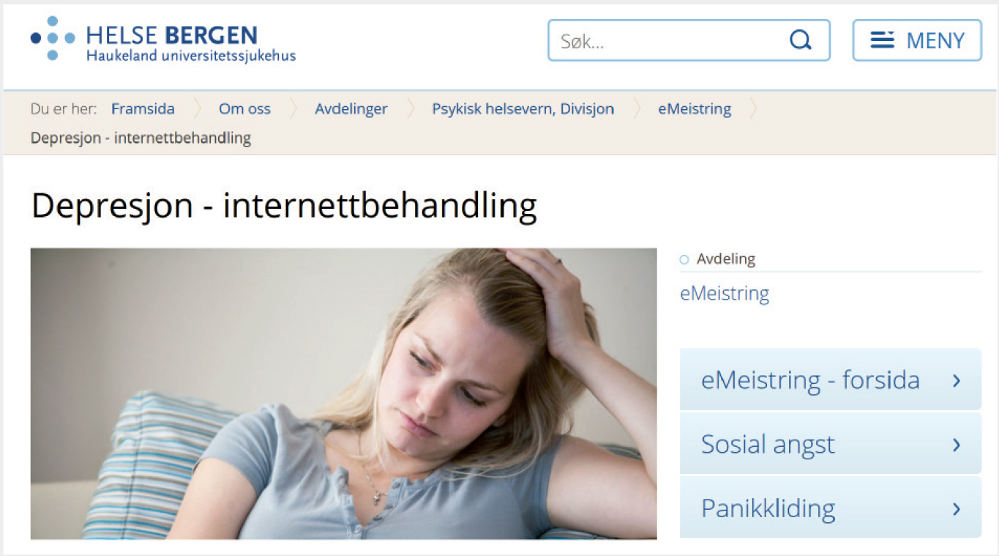 HELSE BERGEN
Haukeland universitetssjukehus
Søk...
MENY
Du er her: Framsida Om oss Avdelinger Psykisk helsevern, Divisjon eMeistring
Depresjon - internettbehandling
Depresjon - internettbehandling
Avdeling
eMeistring
eMeistring - forsida
Sosial angst
Panikkliding